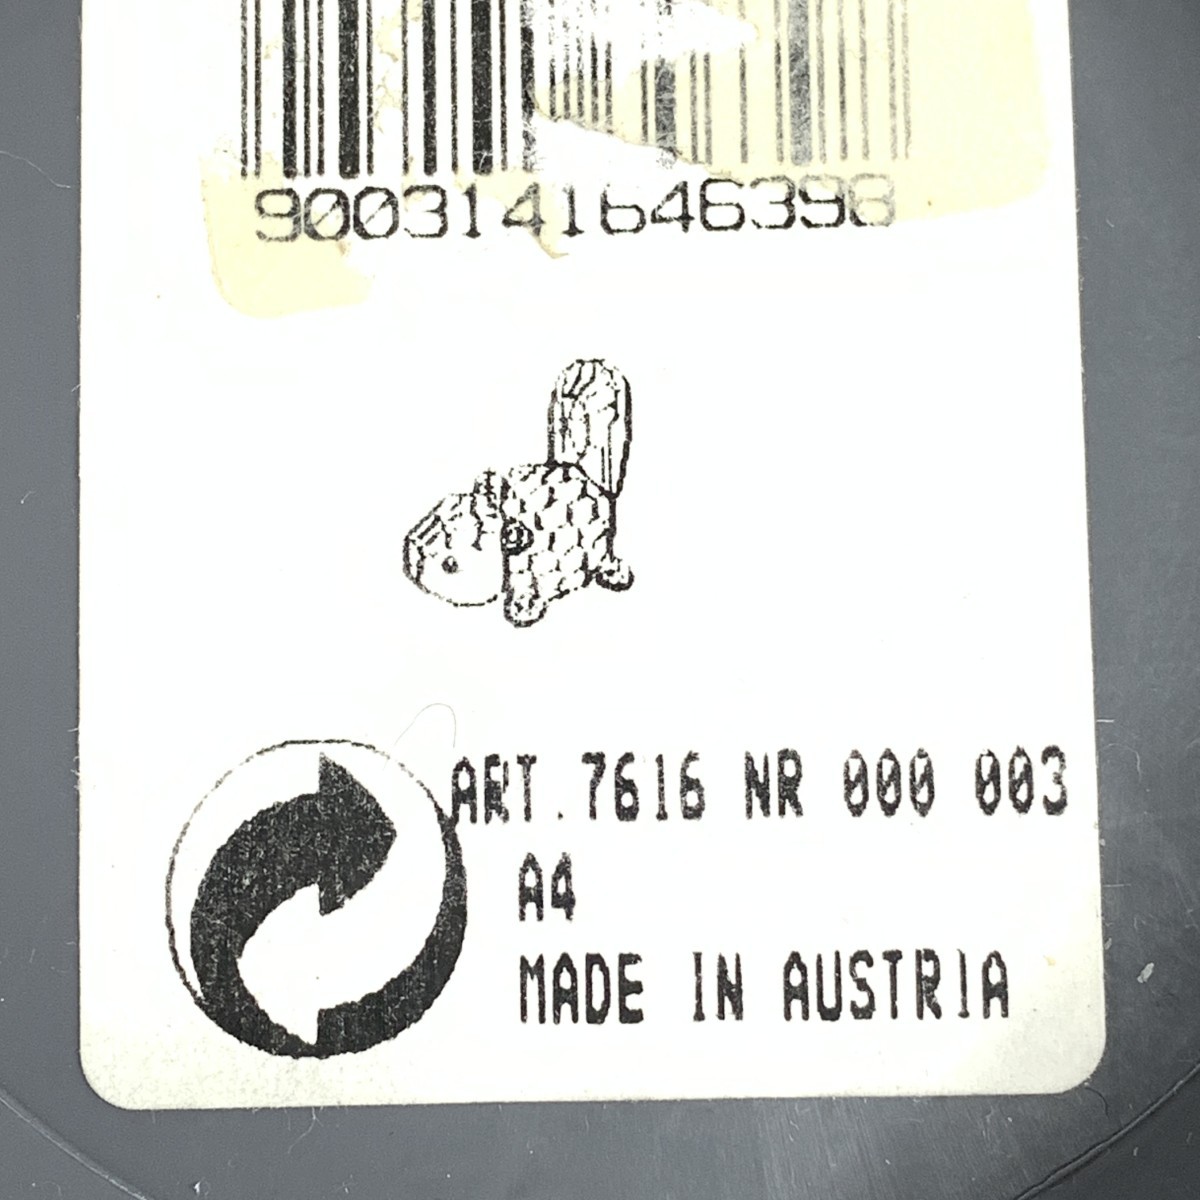 9003141646398
ART.7616 NR 000 003
A4
MADE IN AUSTRIA